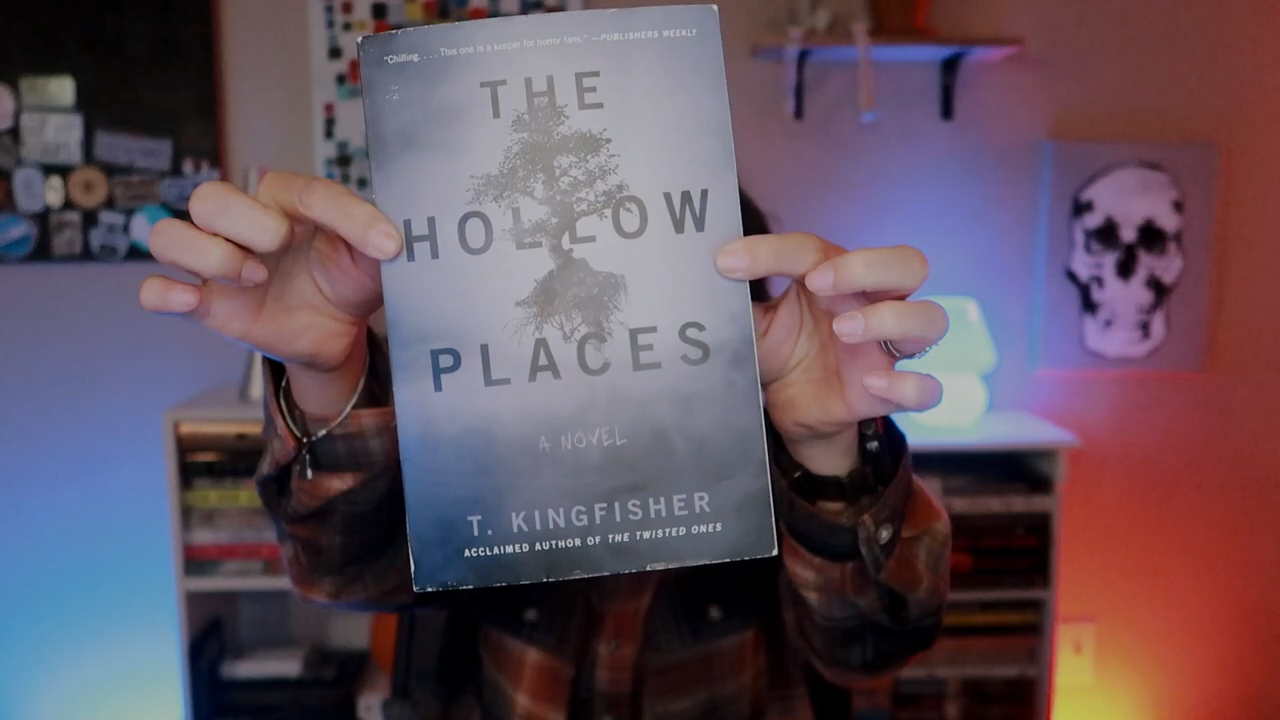 "Chilling. . . . This one is a keeper for horror fans." —PUBLISHERS WEEKLY
THE
HOLLOW
PLACES
A NOVEL
T. KINGFISHER
ACCLAIMED AUTHOR OF THE TWISTED ONES